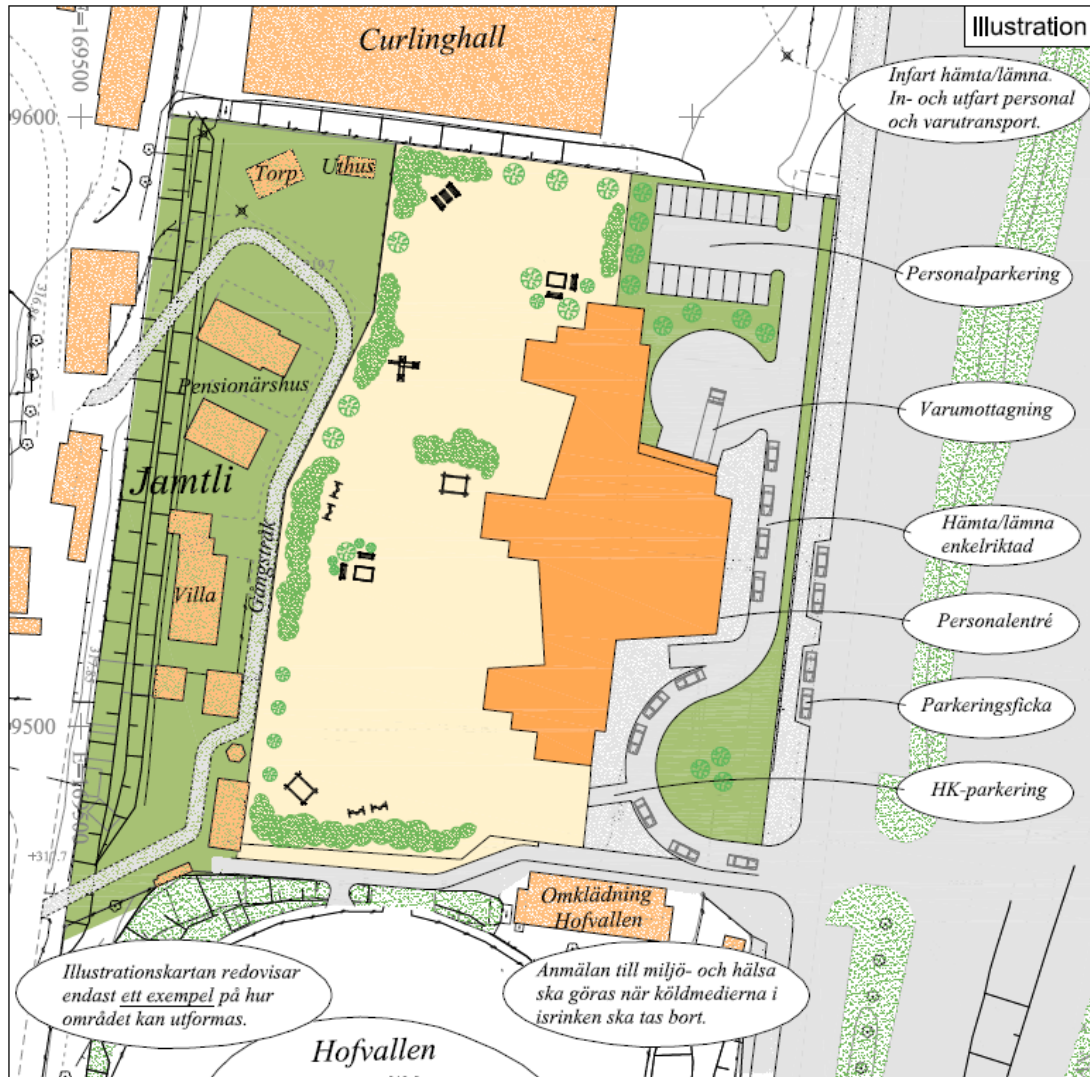 Illustration
Curlinghall
E=169500
9600
Infart hämta/lämna.
In- och utfart personal
och varutransport.
Torp
Uthus
Personalparkering
Pensionärshus
Varumottagning
Jamtli
Hämta/lämna
enkelriktad
Gångstråk
Villa
Personalentré
Parkeringsficka
9500
HK-parkering
Omklädning
Hofvallen
Illustrationskartan redovisar
endast ett exempel på hur
området kan utformas.
Anmälan till miljö- och hälsa
ska göras när köldmedierna i
isrinken ska tas bort.
Hofvallen